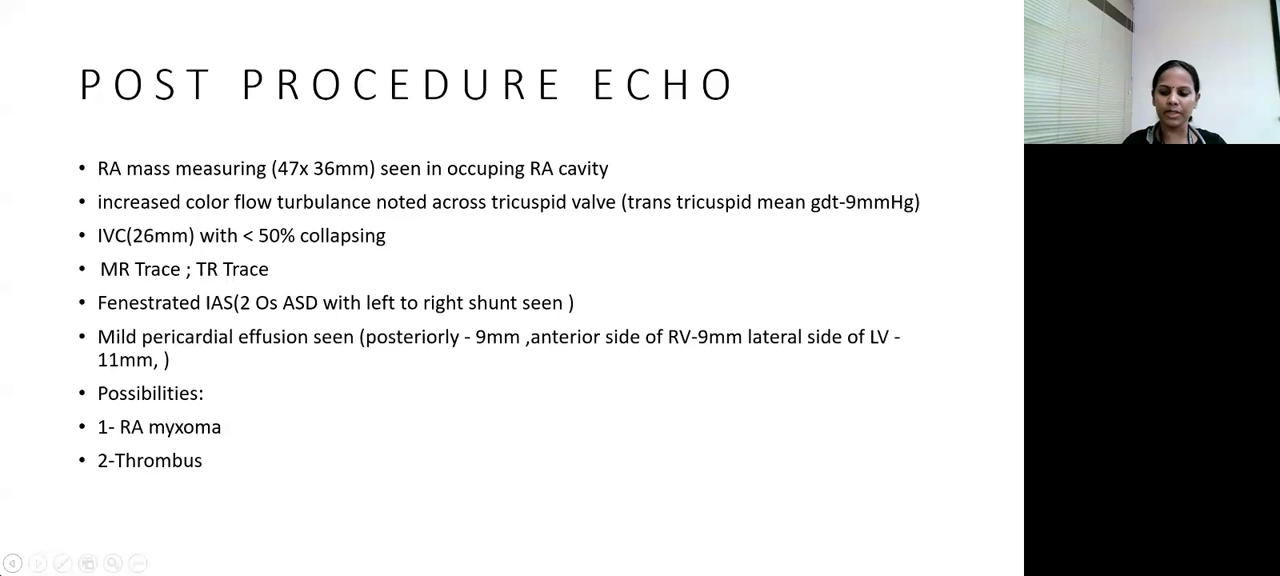 POST PROCEDURE ECHO
• RA mass measuring (47x 36mm) seen in occuping RA cavity
• increased color flow turbulance noted across tricuspid valve (trans tricuspid mean gdt-9mmHg)
• IVC(26mm) with < 50% collapsing
• MR Trace ; TR Trace
• Fenestrated IAS(2 Os ASD with left to right shunt seen )
• Mild pericardial effusion seen (posteriorly - 9mm ,anterior side of RV-9mm lateral side of LV -
11mm, )
• Possibilities:
• 1- RA myxoma
• 2-Thrombus